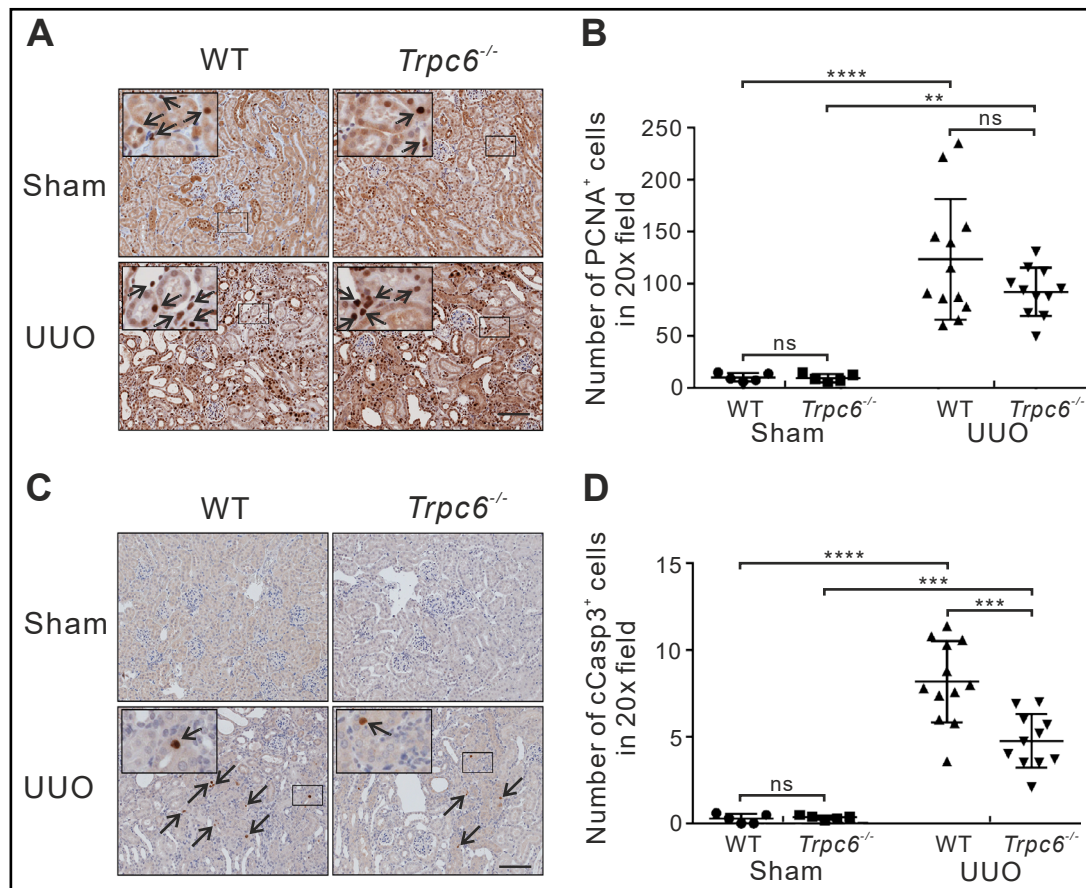 A
WT
Trpc6-/-
Sham
UUO
B
****
**
ns
Number of PCNA+ cells
in 20x field
250
200
150
100
50
0
ns
WT
Trpc6-/-
WT
Trpc6-/-
Sham
UUO
C
WT
Trpc6-/-
Sham
UUO
D
****
***
***
Number of cCasp3+ cells
in 20x field
15
10
5
0
ns
WT
Trpc6-/-
WT
Trpc6-/-
Sham
UUO